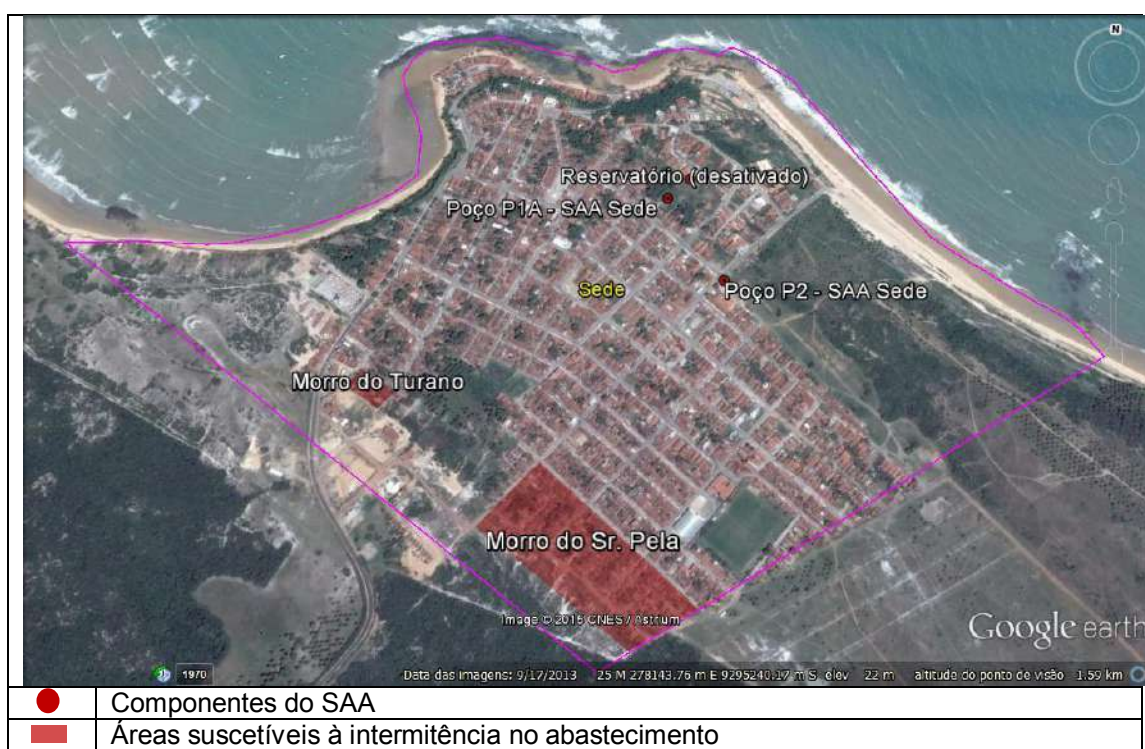 N
Reservatório (desativado)
Poço P1A - SAA Sede
Sede
Poço P2 - SAA Sede
Morro do Turano
Morro do Sr. Pela
Image © 2015 CNES / Astrium
Google earth
1970
Data das imagens: 9/17/2013 25 M 278143.76 m E 9295240.17 m S elev 22 m altitude do ponto de visão 1.59 km
Componentes do SAA
Áreas suscetíveis à intermitência no abastecimento